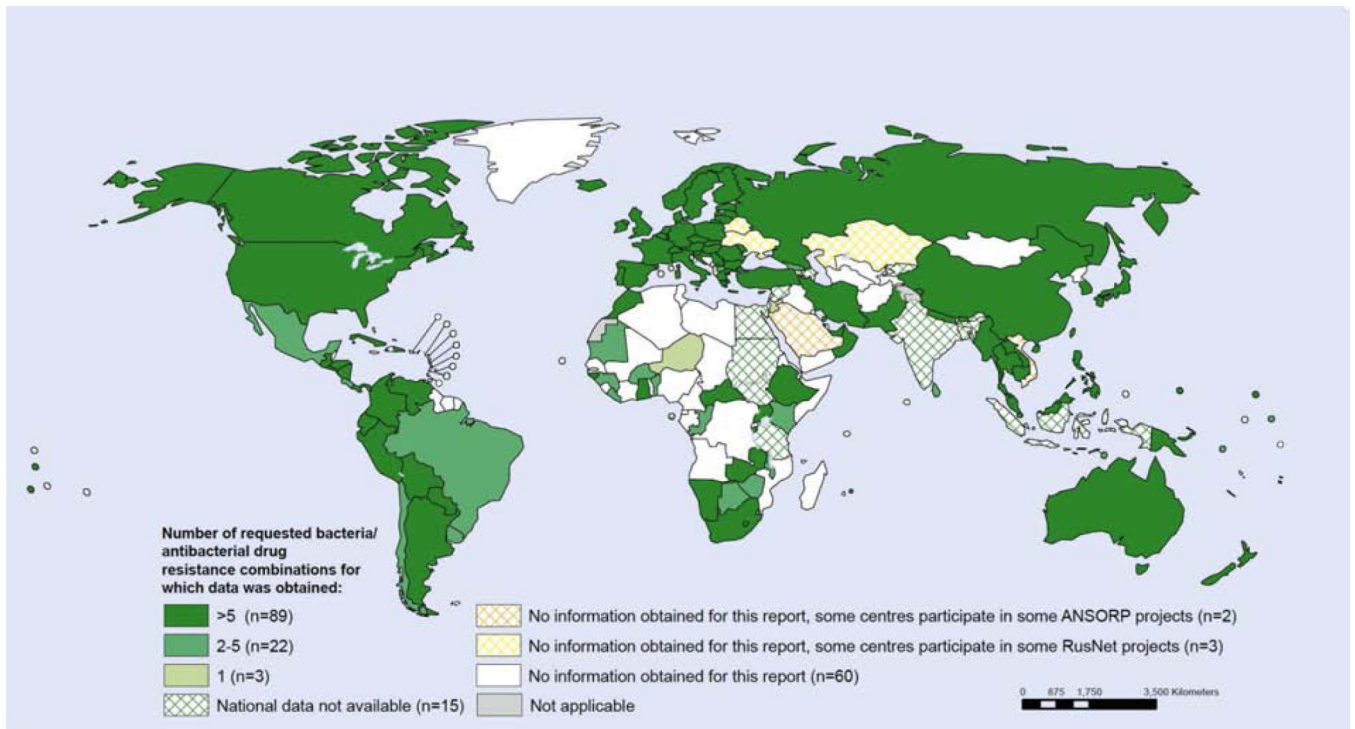 Number of requested bacteria/
antibacterial drug
resistance combinations for
which data was obtained:
>5 (n=89)
2-5 (n=22)
1 (n=3)
National data not available (n=15)
No information obtained for this report, some centres participate in some ANSORP projects (n=2)
No information obtained for this report, some centres participate in some RusNet projects (n=3)
No information obtained for this report (n=60)
Not applicable
0 875 1,750 3,500 Kilometers